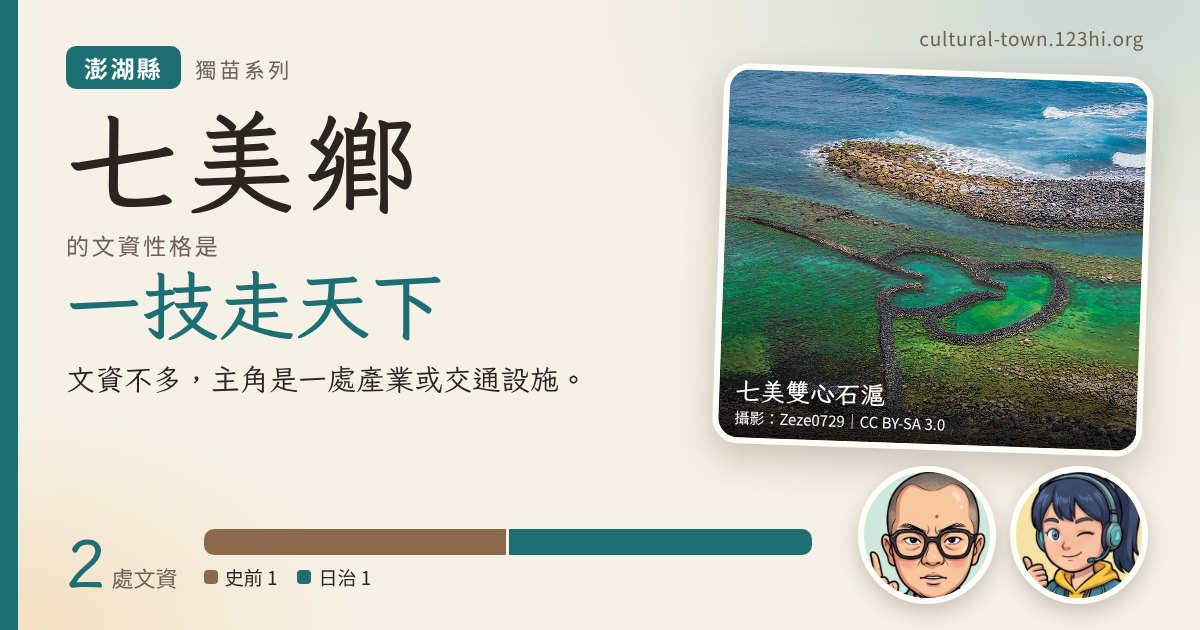 cultural-town.123hi.org
澎湖縣 獨苗系列
七美鄉
的文資性格是
一技走天下
文資不多，主角是一處產業或交通設施。
七美雙心石滬
攝影：Zeze0729｜CC BY-SA 3.0
2 處文資
史前 1 日治 1